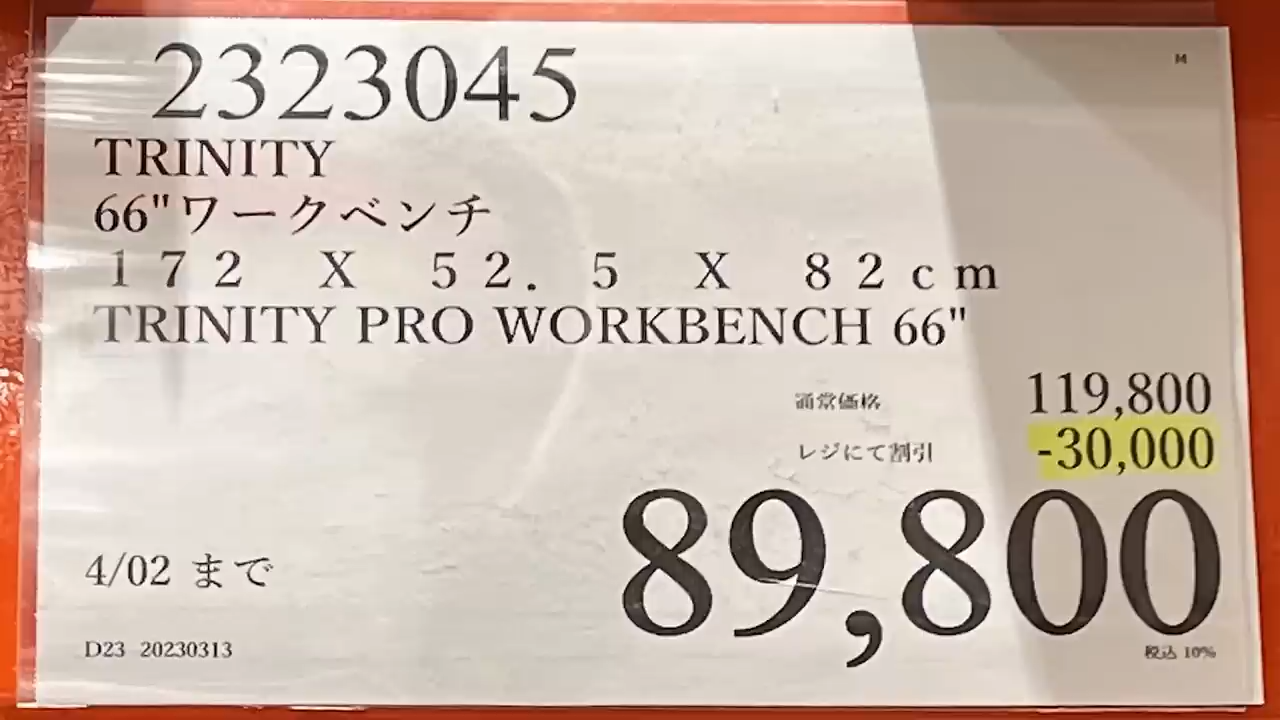 M
2323045
TRINITY
66"ワークベンチ
１７２　Ｘ　５２．５　Ｘ　８２ｃｍ
TRINITY PRO WORKBENCH 66"
通常価格 119,800
レジにて割引 -30,000
89,800
4/02 まで
D23 20230313
税込 10%